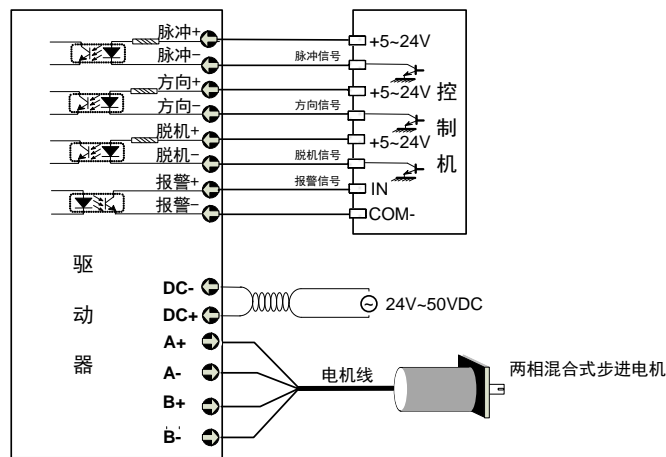 脉冲+
+5~24V
脉冲−
脉冲信号
方向+
+5~24V
方向−
方向信号
脱机+
+5~24V
脱机−
脱机信号
报警+
报警信号
IN
报警−
COM-
控制机
驱动器
DC-
DC+
24V~50VDC
A+
A-
B+
B-
电机线
两相混合式步进电机